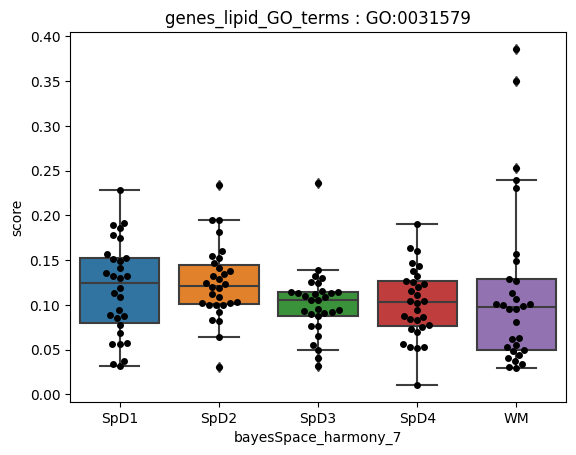 genes_lipid_GO_terms : GO:0031579
0.40
0.35
0.30
0.25
0.20
0.15
0.10
0.05
0.00
score
SpD1 SpD2 SpD3 SpD4 WM
bayesSpace_harmony_7